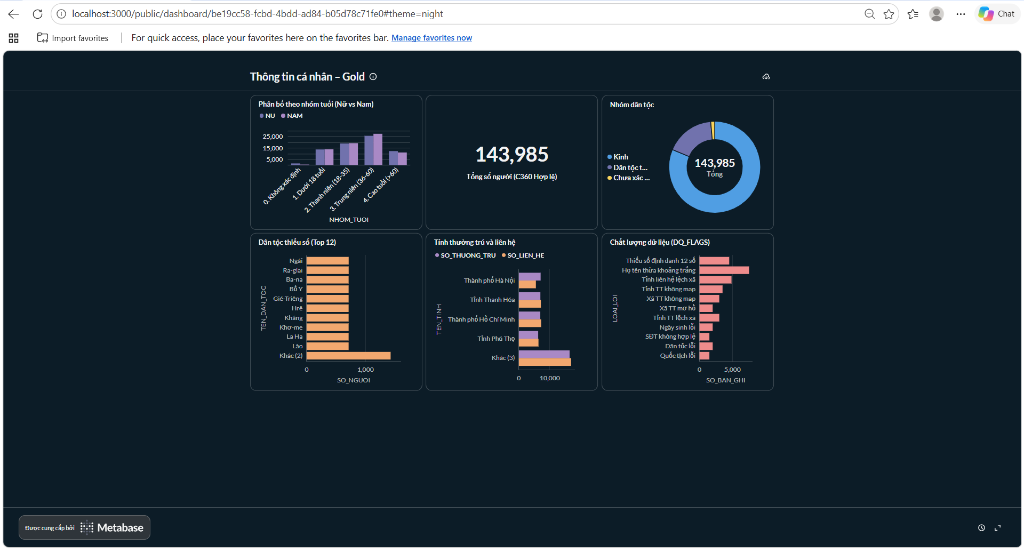 localhost:3000/public/dashboard/be19cc58-fcbd-4bdd-ad84-b05d78c71fe0#theme=night
Chat
Import favorites
For quick access, place your favorites here on the favorites bar. Manage favorites now
Thông tin cá nhân – Gold
Phân bố theo nhóm tuổi (Nữ vs Nam)
NU NAM
25,000
15,000
5,000
0. Không xác định
1. Dưới 18 tuổi
2. Thanh niên (18-35)
3. Trung niên (36-60)
4. Cao tuổi (>60)
NHOM_TUOI
143,985
Tổng số người (C360 Hợp lệ)
Nhóm dân tộc
Kinh
Dân tộc t...
Chưa xác ...
143,985
Tổng
Dân tộc thiểu số (Top 12)
TEN_DAN_TOC
Ngái
Ra-glai
Ba-na
Bố Y
Gié Triêng
Hrê
Kháng
Khơ-me
La Ha
Lào
Khác (2)
0
1,000
SO_NGUOI
Tỉnh thường trú và liên hệ
SO_THUONG_TRU SO_LIEN_HE
TEN_TINH
Thành phố Hà Nội
Tỉnh Thanh Hóa
Thành phố Hồ Chí Minh
Tỉnh Phú Thọ
Khác (3)
0
10,000
Chất lượng dữ liệu (DQ_FLAGS)
LOAI_LOI
Thiếu số định danh 12 số
Họ tên thừa khoảng trắng
Tỉnh liên hệ lệch xã
Tỉnh TT không map
Xã TT không map
Xã TT mơ hồ
Tỉnh TT lệch xã
Ngày sinh lỗi
SĐT không hợp lệ
Dân tộc lỗi
Quốc tịch lỗi
0
5,000
SO_BAN_GHI
Được cung cấp bởi Metabase